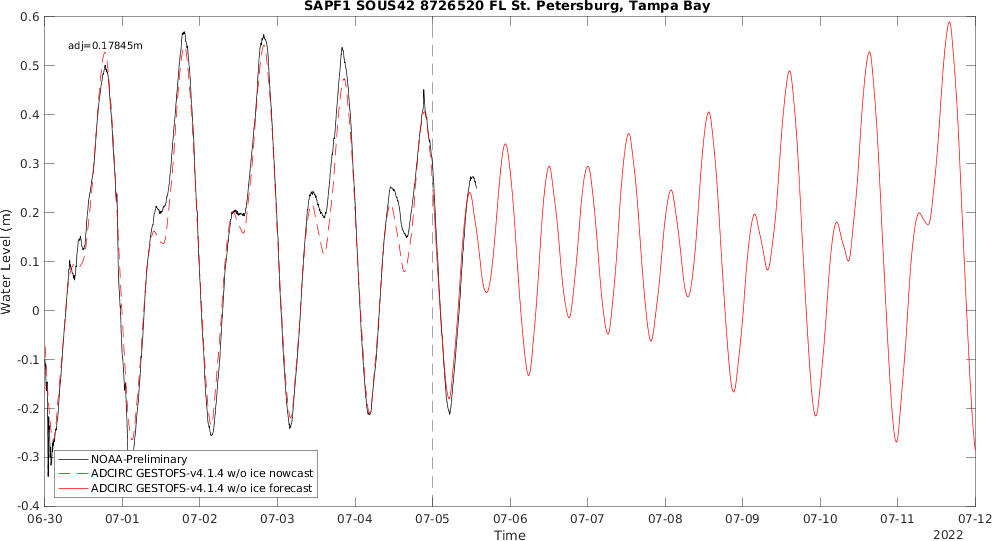 SAPF1 SOUS42 8726520 FL St. Petersburg, Tampa Bay
adj=0.17845m
Water Level (m)
0.6
0.5
0.4
0.3
0.2
0.1
0
-0.1
-0.2
-0.3
-0.4
NOAA-Preliminary
ADCIRC GESTOFS-v4.1.4 w/o ice nowcast
ADCIRC GESTOFS-v4.1.4 w/o ice forecast
06-30 07-01 07-02 07-03 07-04 07-05 07-06 07-07 07-08 07-09 07-10 07-11 07-12
Time
2022